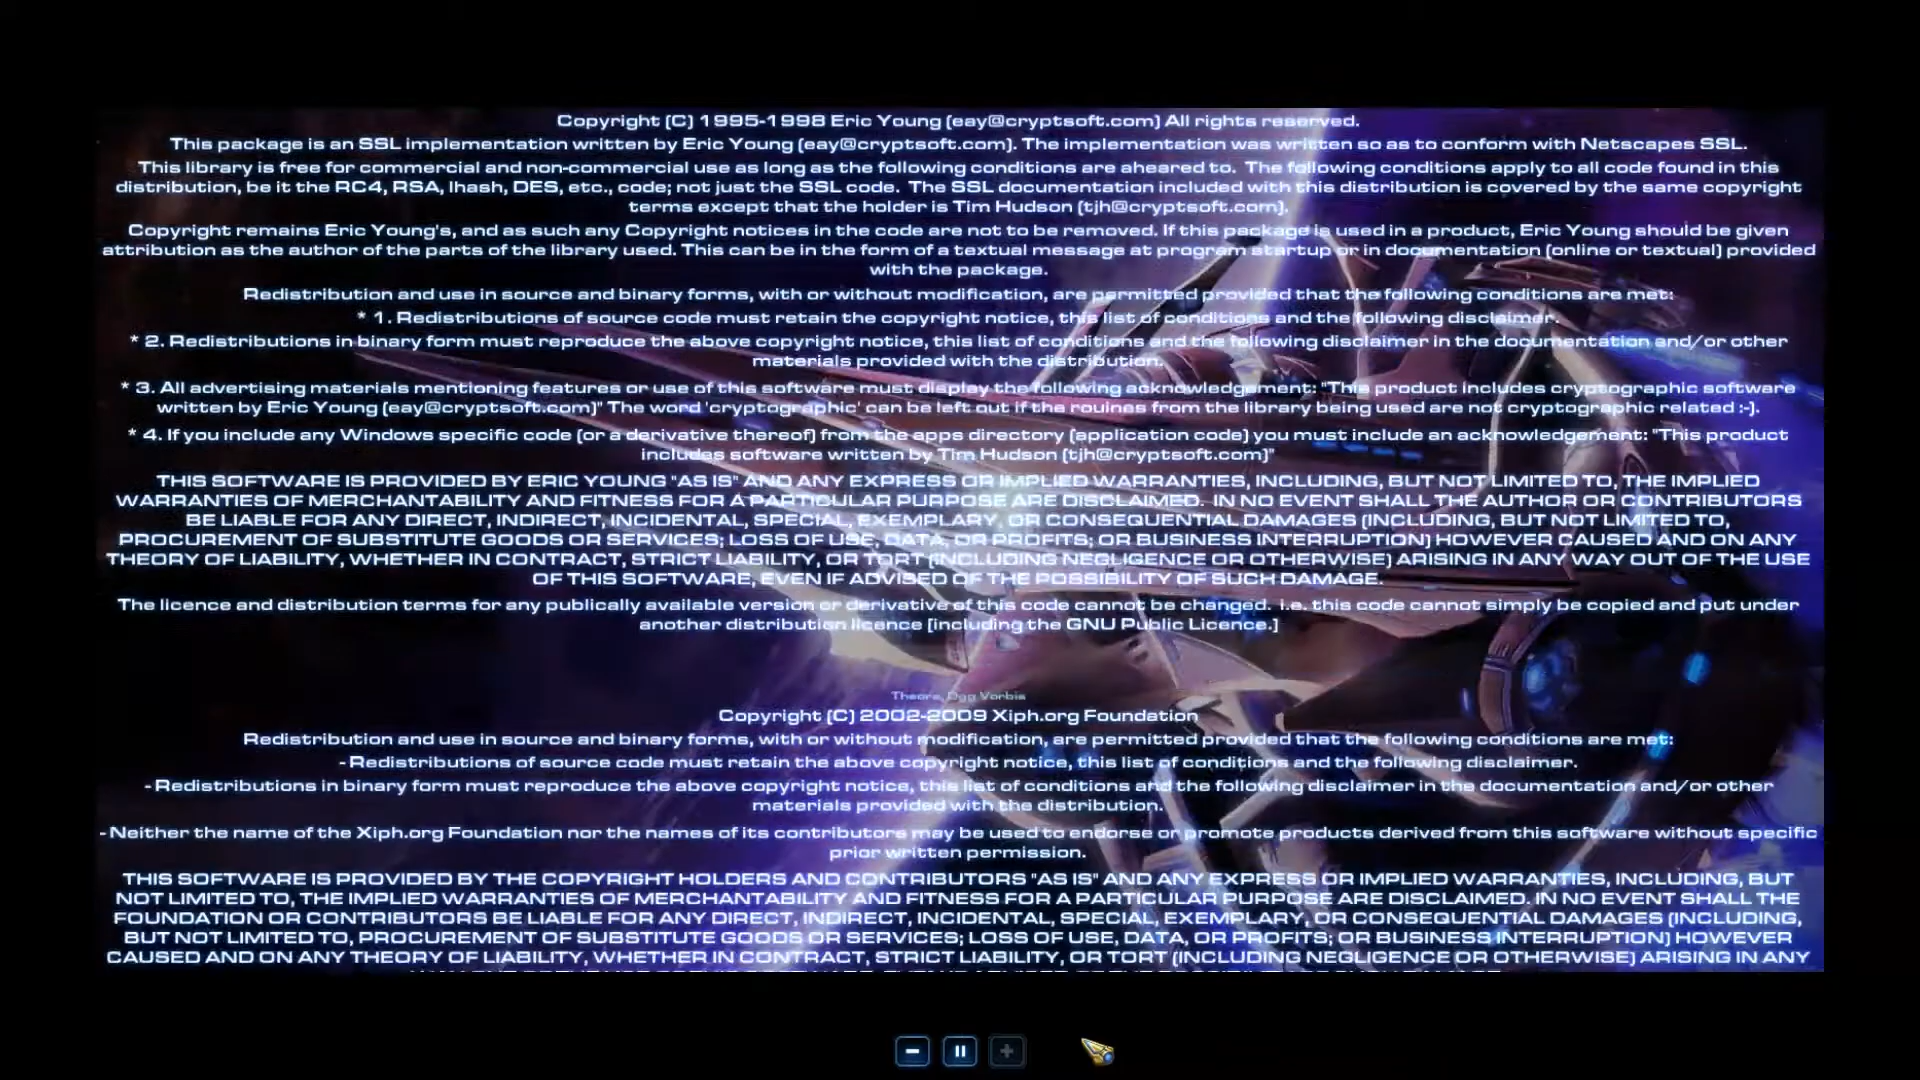 Copyright (C) 1995-1998 Eric Young (eay@cryptsoft.com) All rights reserved.
This package is an SSL implementation written by Eric Young (eay@cryptsoft.com). The implementation was written so as to conform with Netscapes SSL.
This library is free for commercial and non-commercial use as long as the following conditions are aheared to. The following conditions apply to all code found in this
distribution, be it the RC4, RSA, lhash, DES, etc., code; not just the SSL code. The SSL documentation included with this distribution is covered by the same copyright
terms except that the holder is Tim Hudson (tjh@cryptsoft.com).
Copyright remains Eric Young's, and as such any Copyright notices in the code are not to be removed. If this package is used in a product, Eric Young should be given
attribution as the author of the parts of the library used. This can be in the form of a textual message at program startup or in documentation (online or textual) provided
with the package.
Redistribution and use in source and binary forms, with or without modification, are permitted provided that the following conditions are met:
* 1. Redistributions of source code must retain the copyright notice, this list of conditions and the following disclaimer.
* 2. Redistributions in binary form must reproduce the above copyright notice, this list of conditions and the following disclaimer in the documentation and/or other
materials provided with the distribution.
* 3. All advertising materials mentioning features or use of this software must display the following acknowledgement: "This product includes cryptographic software
written by Eric Young (eay@cryptsoft.com)" The word 'cryptographic' can be left out if the rouines from the library being used are not cryptographic related :-).
* 4. If you include any Windows specific code (or a derivative thereof) from the apps directory (application code) you must include an acknowledgement: "This product
includes software written by Tim Hudson (tjh@cryptsoft.com)"
THIS SOFTWARE IS PROVIDED BY ERIC YOUNG "AS IS" AND ANY EXPRESS OR IMPLIED WARRANTIES, INCLUDING, BUT NOT LIMITED TO, THE IMPLIED
WARRANTIES OF MERCHANTABILITY AND FITNESS FOR A PARTICULAR PURPOSE ARE DISCLAIMED. IN NO EVENT SHALL THE AUTHOR OR CONTRIBUTORS
BE LIABLE FOR ANY DIRECT, INDIRECT, INCIDENTAL, SPECIAL, EXEMPLARY, OR CONSEQUENTIAL DAMAGES (INCLUDING, BUT NOT LIMITED TO,
PROCUREMENT OF SUBSTITUTE GOODS OR SERVICES; LOSS OF USE, DATA, OR PROFITS; OR BUSINESS INTERRUPTION) HOWEVER CAUSED AND ON ANY
THEORY OF LIABILITY, WHETHER IN CONTRACT, STRICT LIABILITY, OR TORT (INCLUDING NEGLIGENCE OR OTHERWISE) ARISING IN ANY WAY OUT OF THE USE
OF THIS SOFTWARE, EVEN IF ADVISED OF THE POSSIBILITY OF SUCH DAMAGE.
The licence and distribution terms for any publically available version or derivative of this code cannot be changed. i.e. this code cannot simply be copied and put under
another distribution licence [including the GNU Public Licence.]
Theora, Ogg Vorbis
Copyright (C) 2002-2009 Xiph.org Foundation
Redistribution and use in source and binary forms, with or without modification, are permitted provided that the following conditions are met:
- Redistributions of source code must retain the above copyright notice, this list of conditions and the following disclaimer.
- Redistributions in binary form must reproduce the above copyright notice, this list of conditions and the following disclaimer in the documentation and/or other
materials provided with the distribution.
- Neither the name of the Xiph.org Foundation nor the names of its contributors may be used to endorse or promote products derived from this software without specific
prior written permission.
THIS SOFTWARE IS PROVIDED BY THE COPYRIGHT HOLDERS AND CONTRIBUTORS "AS IS" AND ANY EXPRESS OR IMPLIED WARRANTIES, INCLUDING, BUT
NOT LIMITED TO, THE IMPLIED WARRANTIES OF MERCHANTABILITY AND FITNESS FOR A PARTICULAR PURPOSE ARE DISCLAIMED. IN NO EVENT SHALL THE
FOUNDATION OR CONTRIBUTORS BE LIABLE FOR ANY DIRECT, INDIRECT, INCIDENTAL, SPECIAL, EXEMPLARY, OR CONSEQUENTIAL DAMAGES (INCLUDING,
BUT NOT LIMITED TO, PROCUREMENT OF SUBSTITUTE GOODS OR SERVICES; LOSS OF USE, DATA, OR PROFITS; OR BUSINESS INTERRUPTION) HOWEVER
CAUSED AND ON ANY THEORY OF LIABILITY, WHETHER IN CONTRACT, STRICT LIABILITY, OR TORT (INCLUDING NEGLIGENCE OR OTHERWISE) ARISING IN ANY